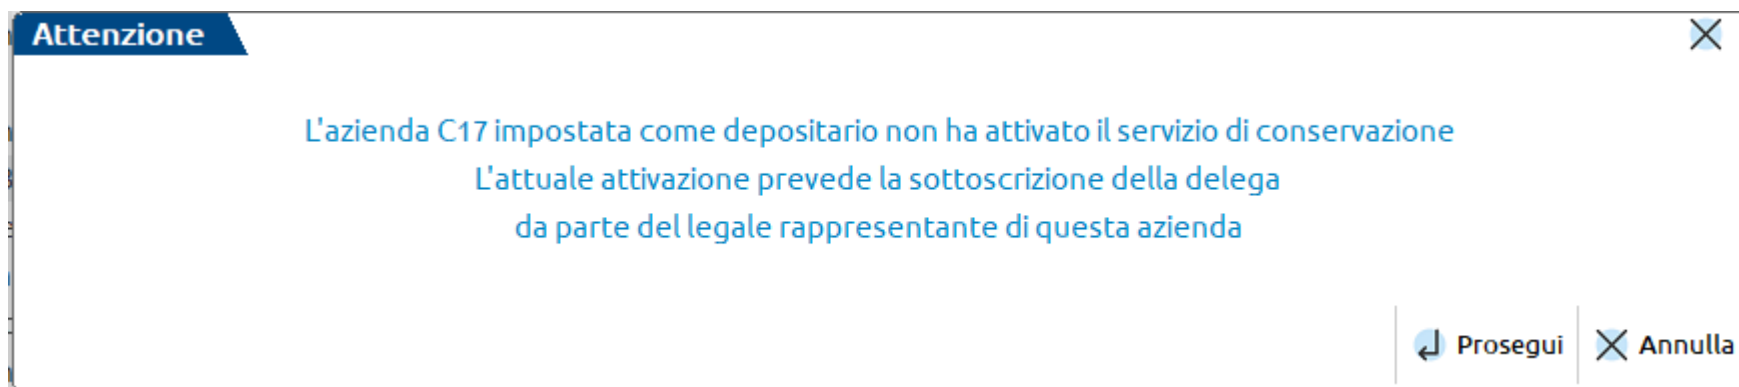 Attenzione
L'azienda C17 impostata come depositario non ha attivato il servizio di conservazione
L'attuale attivazione prevede la sottoscrizione della delega
da parte del legale rappresentante di questa azienda
Prosegui
Annulla